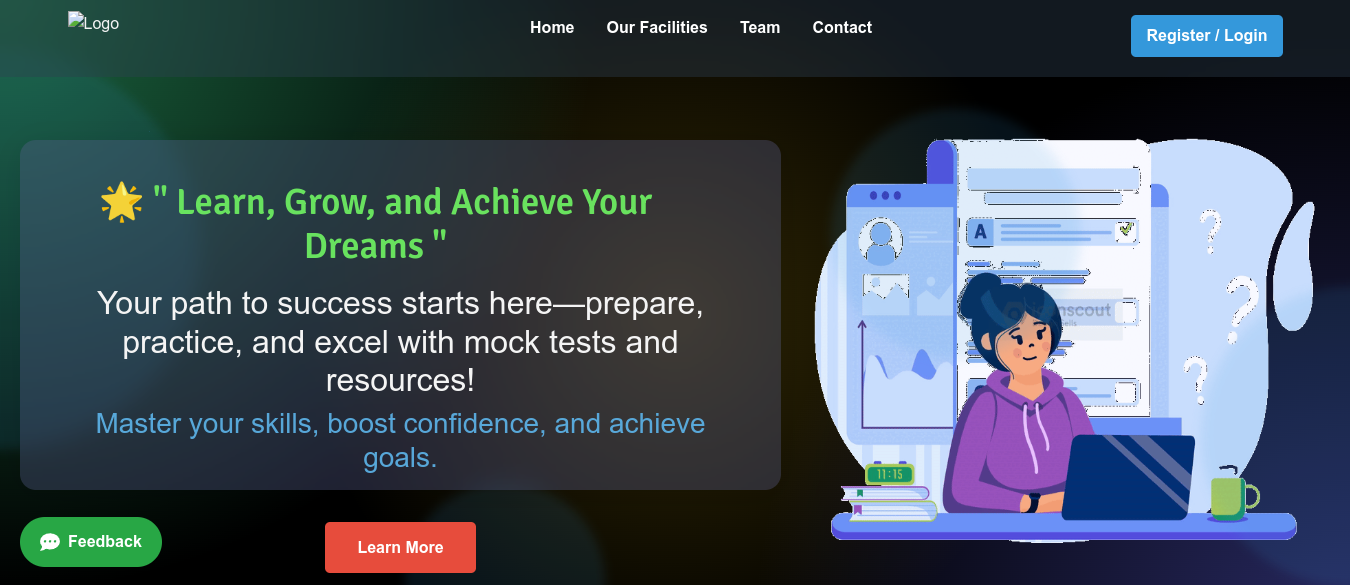 Logo
Home Our Facilities Team Contact
Register / Login
" Learn, Grow, and Achieve Your
Dreams "
Your path to success starts here—prepare,
practice, and excel with mock tests and
resources!
Master your skills, boost confidence, and achieve
goals.
A
11:15
Feedback
Learn More